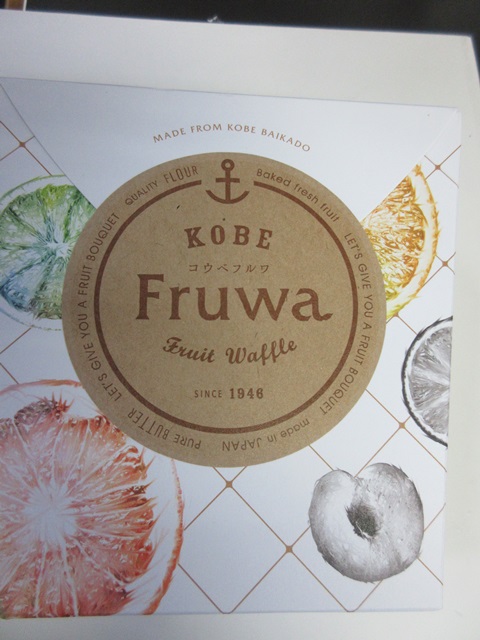 MADE FROM KOBE BAIKADO
QUALITY FLOUR
Baked fresh fruit
LET'S GIVE YOU A FRUIT BOUQUET
made in JAPAN
PURE BUTTER
LET'S GIVE YOU A FRUIT BOUQUET
KOBE
コウベフルワ
Fruwa
Fruit Waffle
SINCE 1946